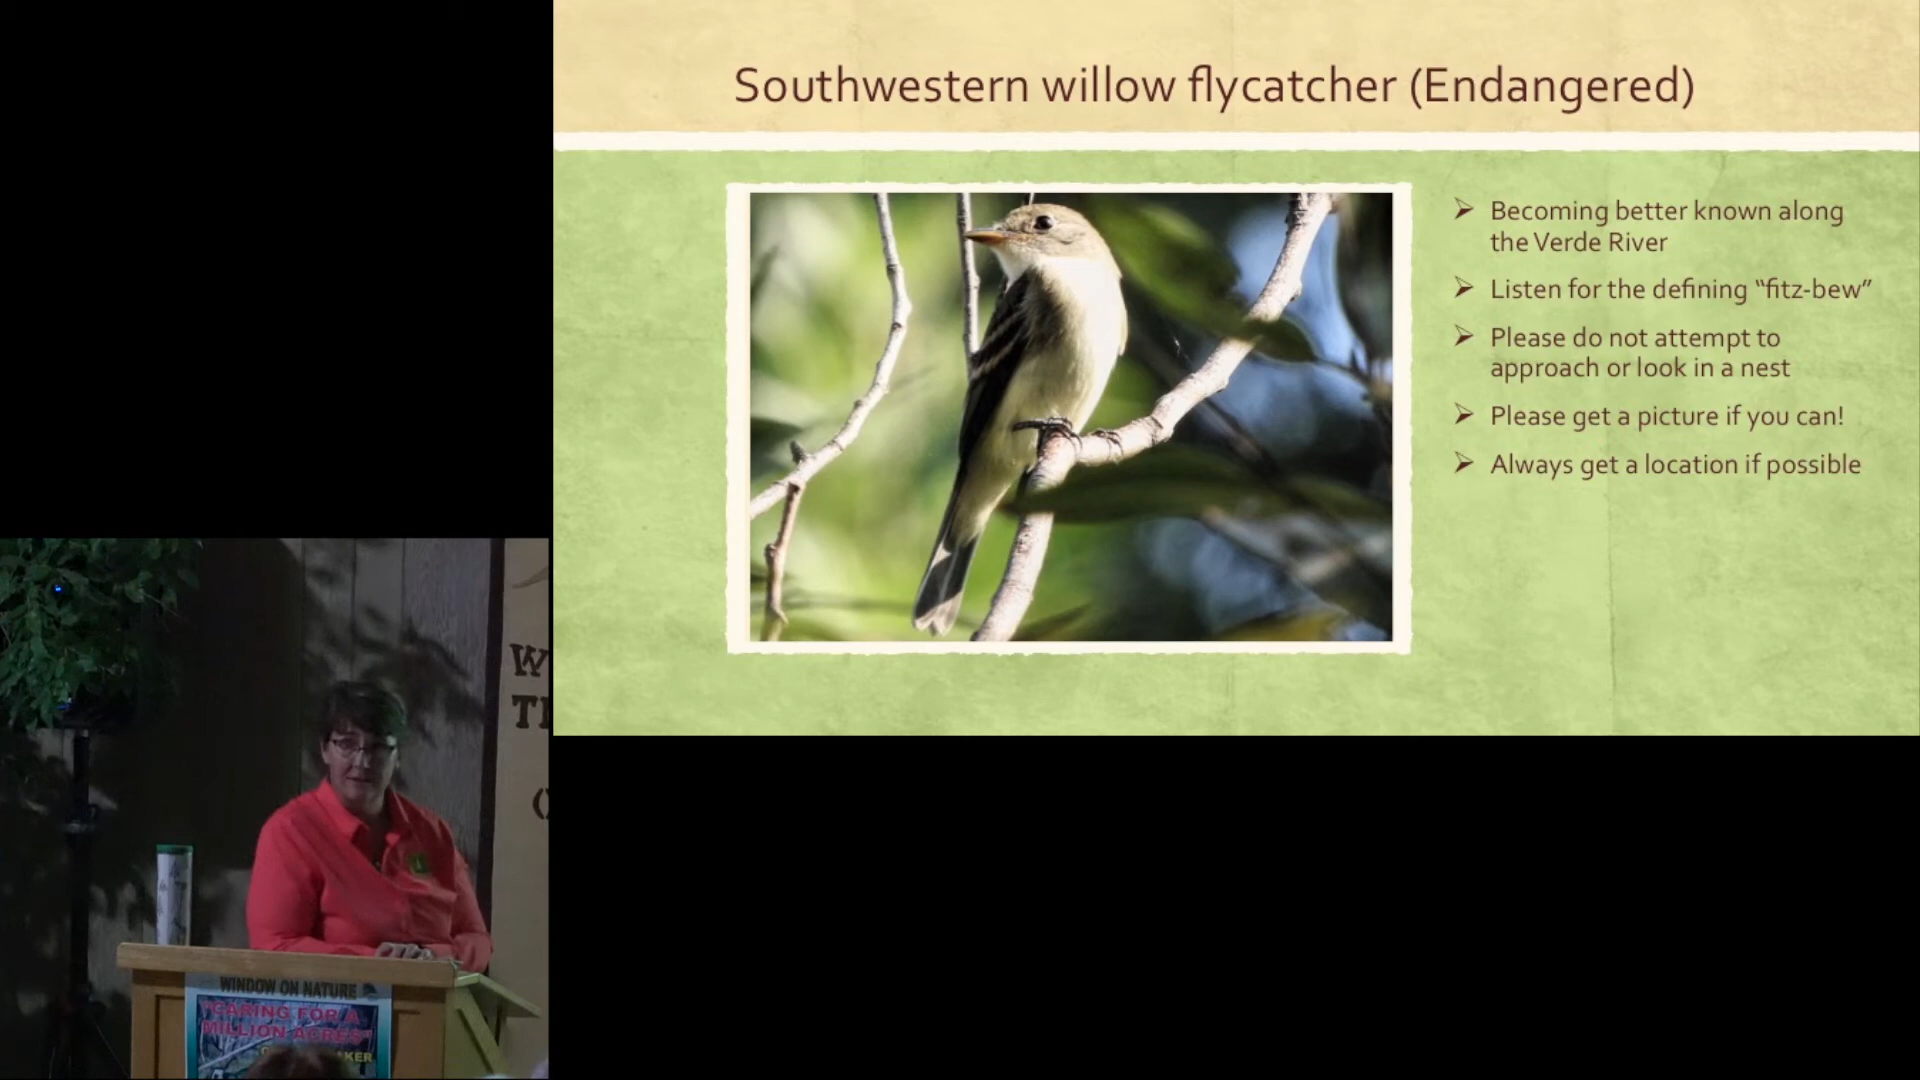 Southwestern willow flycatcher (Endangered)
Becoming better known along
the Verde River
Listen for the defining “fitz-bew”
Please do not attempt to
approach or look in a nest
Please get a picture if you can!
Always get a location if possible
WINDOW ON NATURE
"CARING FOR A
MILLION ACRES"